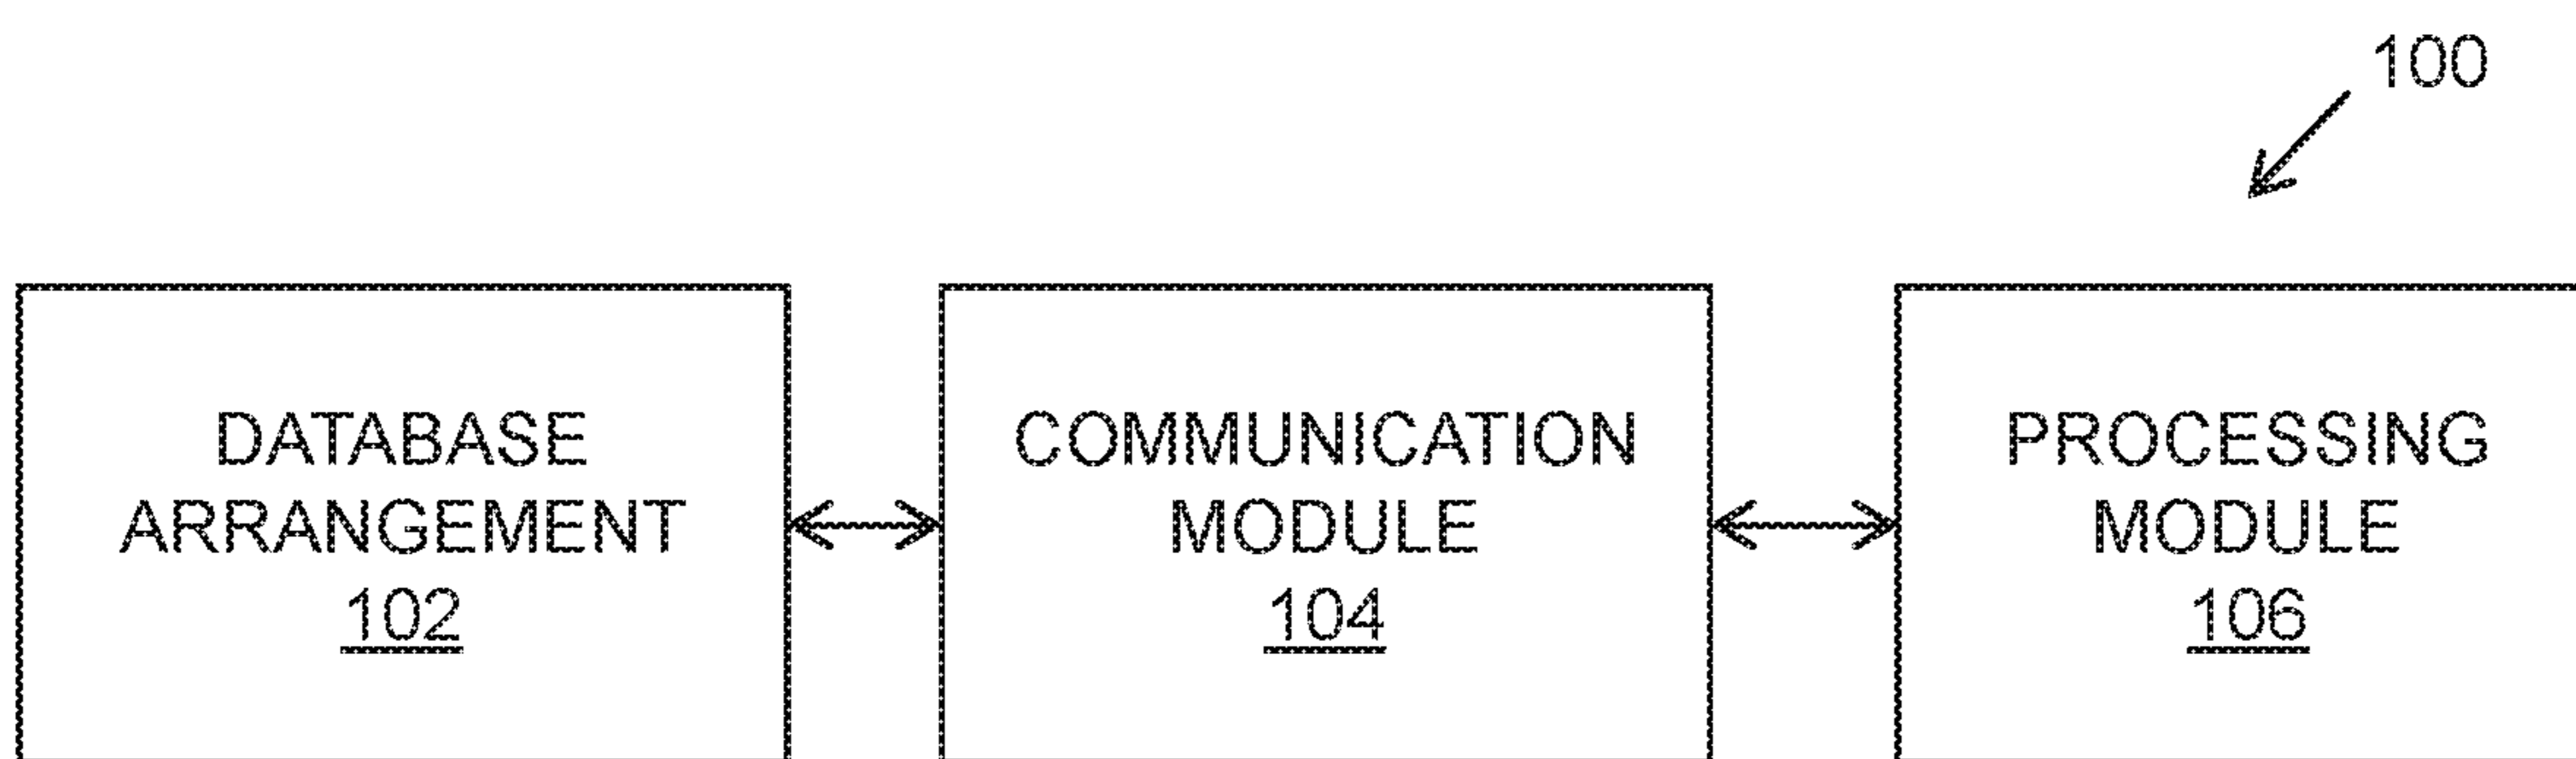 100
DATABASE
ARRANGEMENT
102
COMMUNICATION
MODULE
104
PROCESSING
MODULE
106